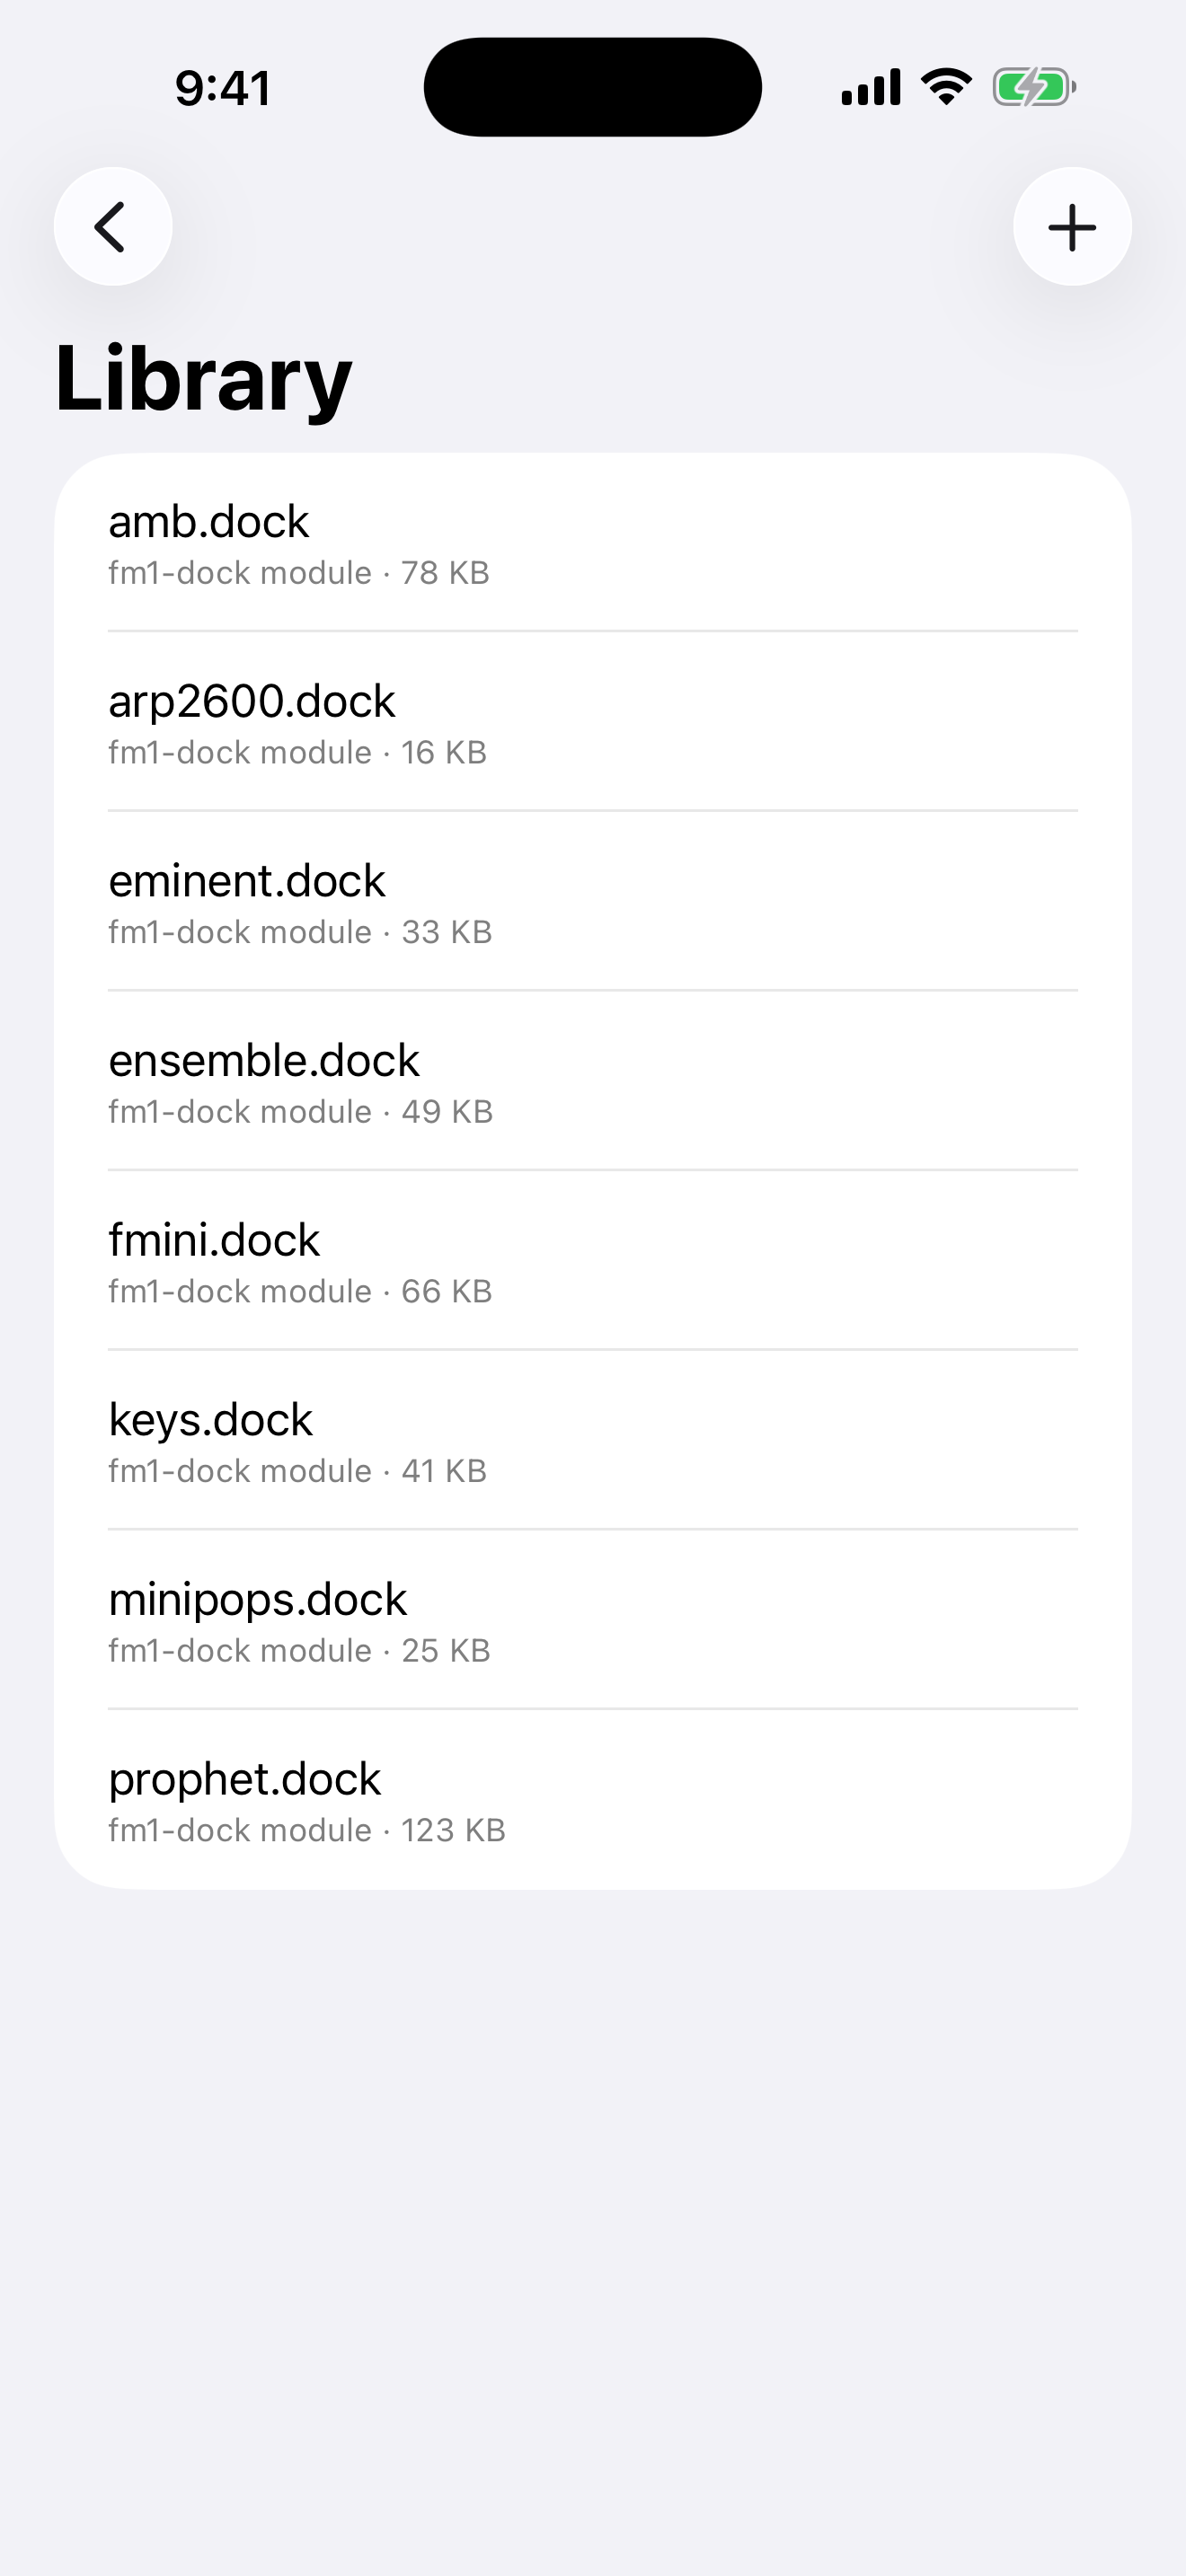 9:41
Library
amb.dock
fm1-dock module · 78 KB
arp2600.dock
fm1-dock module · 16 KB
eminent.dock
fm1-dock module · 33 KB
ensemble.dock
fm1-dock module · 49 KB
fmini.dock
fm1-dock module · 66 KB
keys.dock
fm1-dock module · 41 KB
minipops.dock
fm1-dock module · 25 KB
prophet.dock
fm1-dock module · 123 KB